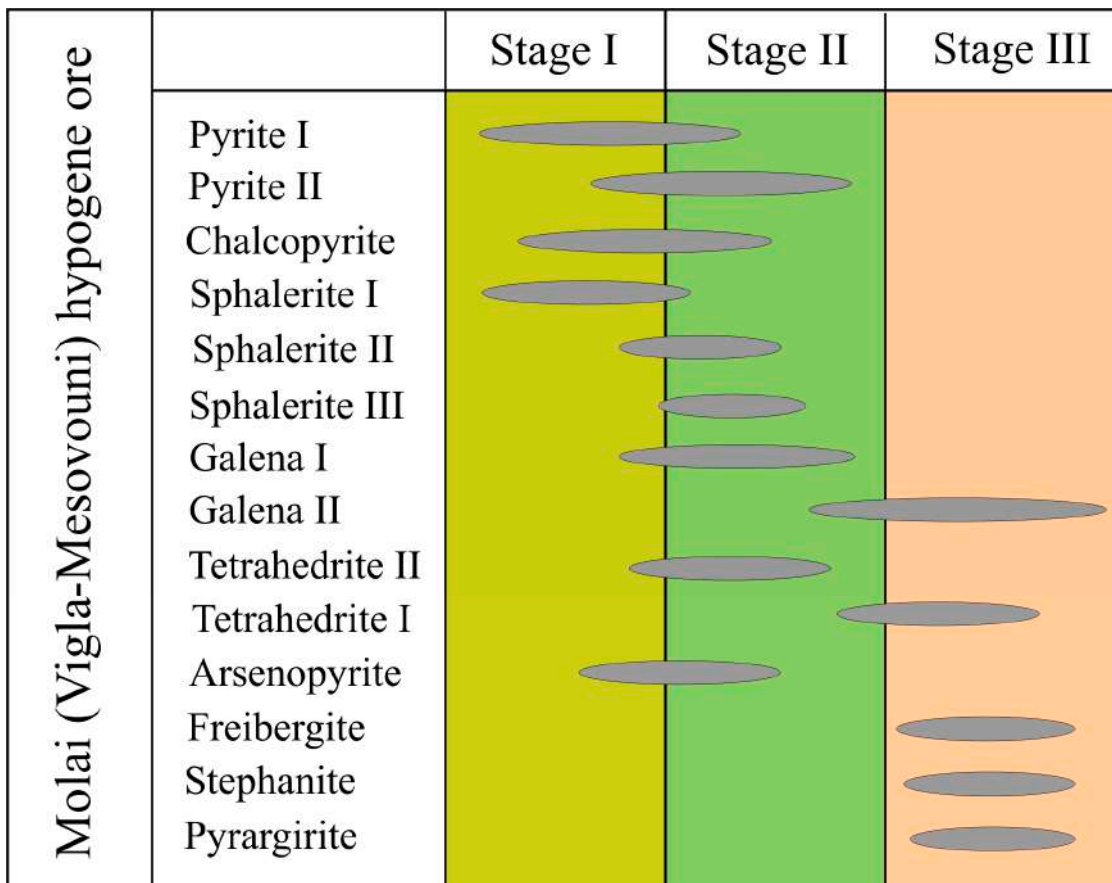 Molai (Vigla-Mesovouni) hypogene ore
Stage I
Stage II
Stage III
Pyrite I
Pyrite II
Chalcopyrite
Sphalerite I
Sphalerite II
Sphalerite III
Galena I
Galena II
Tetrahedrite II
Tetrahedrite I
Arsenopyrite
Freibergite
Stephanite
Pyrargirite